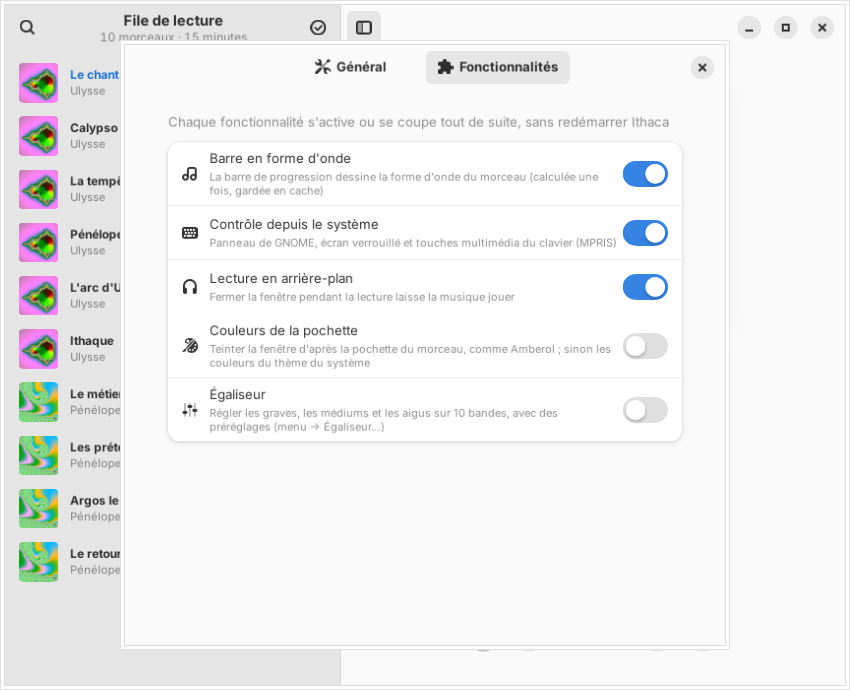 File de lecture
10 morceaux · 15 minutes
Général
Fonctionnalités
Chaque fonctionnalité s'active ou se coupe tout de suite, sans redémarrer Ithaca
Barre en forme d'onde
La barre de progression dessine la forme d'onde du morceau (calculée une
fois, gardée en cache)
Contrôle depuis le système
Panneau de GNOME, écran verrouillé et touches multimédia du clavier (MPRIS)
Lecture en arrière-plan
Fermer la fenêtre pendant la lecture laisse la musique jouer
Couleurs de la pochette
Teinter la fenêtre d'après la pochette du morceau, comme Amberol ; sinon les
couleurs du thème du système
Égaliseur
Régler les graves, les médiums et les aigus sur 10 bandes, avec des
préréglages (menu → Égaliseur…)
Le chant
Ulysse
Calypso
Ulysse
La tempê
Ulysse
Pénélope
Ulysse
L'arc d'U
Ulysse
Ithaque
Ulysse
Le métier
Pénélope
Les préte
Pénélope
Argos le
Pénélope
Le retour
Pénélope